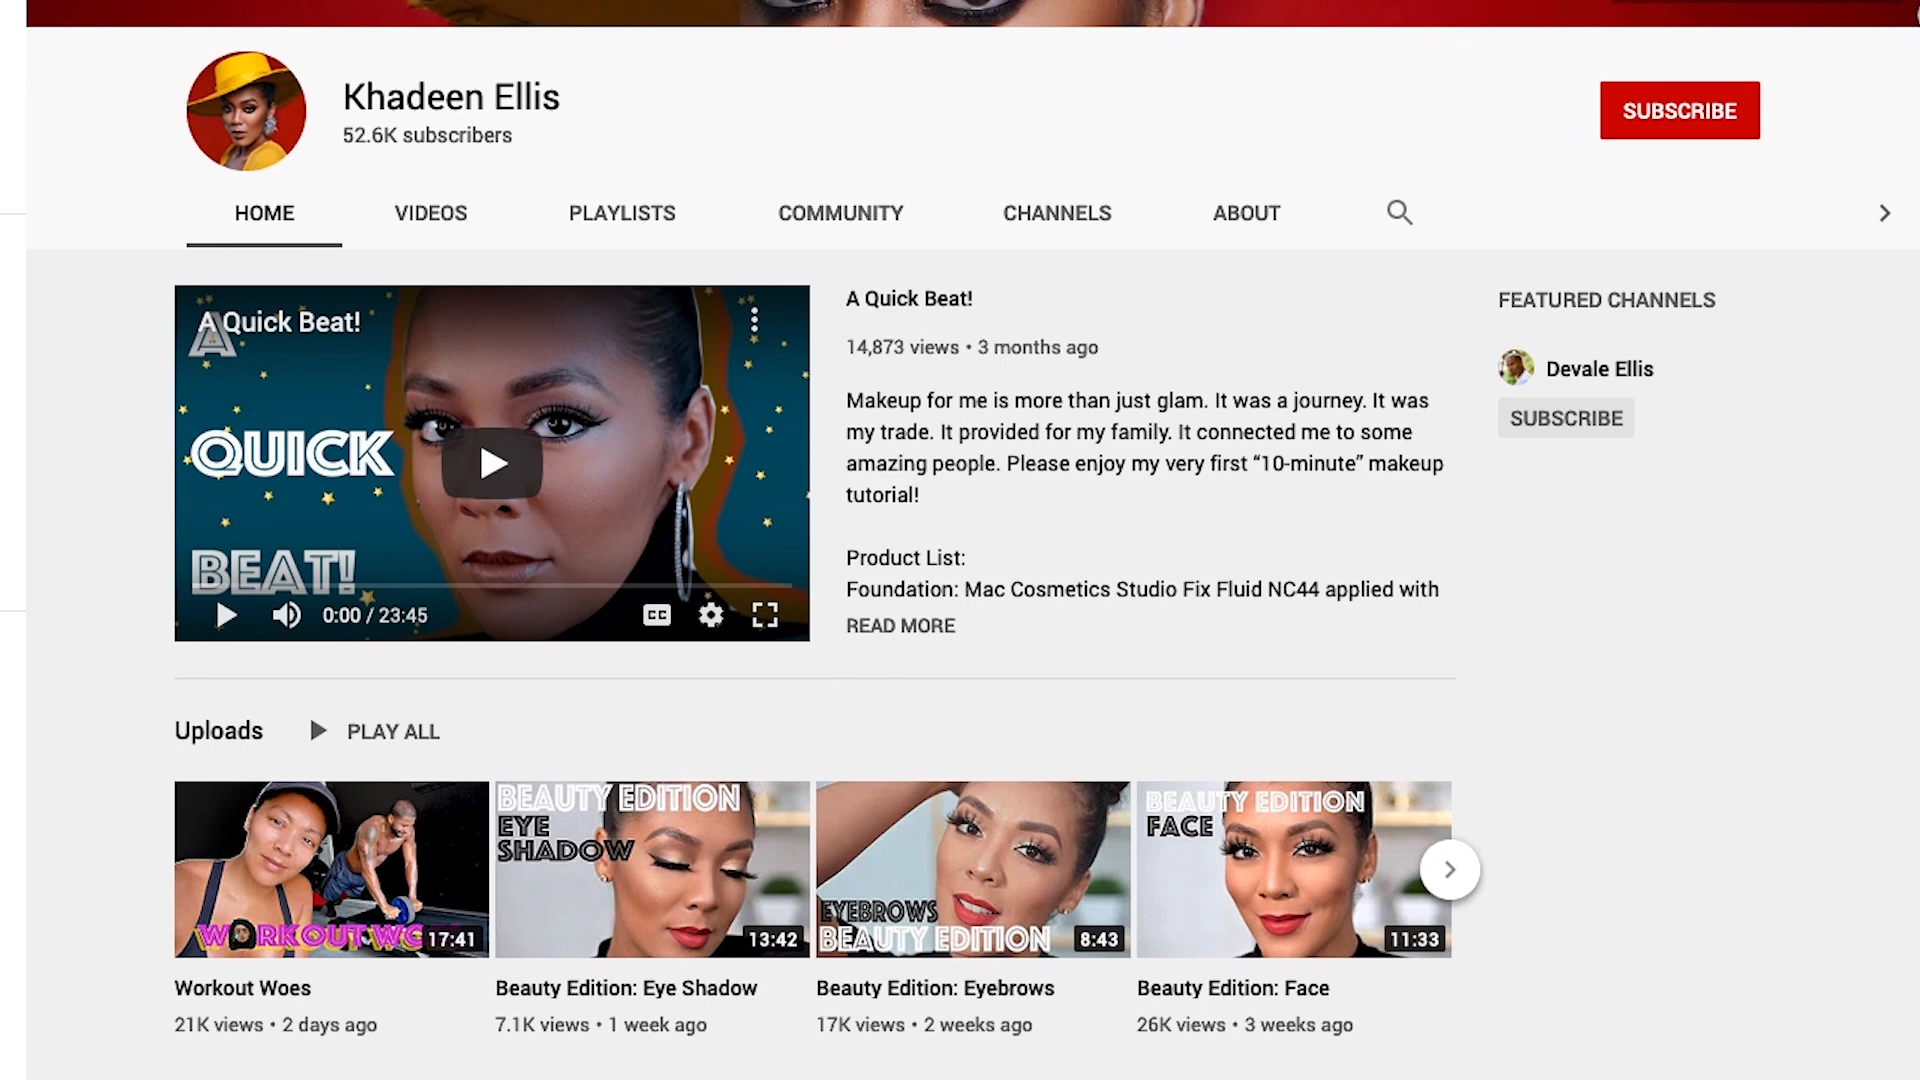 Khadeen Ellis
52.6K subscribers
SUBSCRIBE
HOME
VIDEOS
PLAYLISTS
COMMUNITY
CHANNELS
ABOUT
A Quick Beat!
A
QUICK
BEAT!
0:00 / 23:45
CC
A Quick Beat!
14,873 views • 3 months ago
Makeup for me is more than just glam. It was a journey. It was
my trade. It provided for my family. It connected me to some
amazing people. Please enjoy my very first “10-minute” makeup
tutorial!
Product List:
Foundation: Mac Cosmetics Studio Fix Fluid NC44 applied with
READ MORE
FEATURED CHANNELS
Devale Ellis
SUBSCRIBE
Uploads
PLAY ALL
WORKOUT WO
17:41
Workout Woes
21K views • 2 days ago
BEAUTY EDITION
EYE
SHADOW
13:42
Beauty Edition: Eye Shadow
7.1K views • 1 week ago
EYEBROWS
BEAUTY EDITION
8:43
Beauty Edition: Eyebrows
17K views • 2 weeks ago
BEAUTY EDITION
FACE
11:33
Beauty Edition: Face
26K views • 3 weeks ago